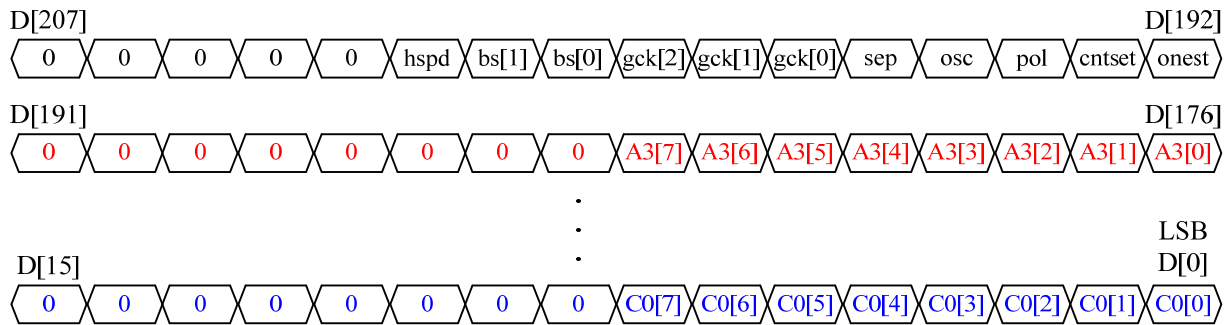 D[207] D[192]
0 0 0 0 0 hspd bs[1] bs[0] gck[2] gck[1] gck[0] sep osc pol cntset onest
D[191] D[176]
0 0 0 0 0 0 0 0 A3[7] A3[6] A3[5] A3[4] A3[3] A3[2] A3[1] A3[0]
LSB
D[15] D[0]
0 0 0 0 0 0 0 0 C0[7] C0[6] C0[5] C0[4] C0[3] C0[2] C0[1] C0[0]